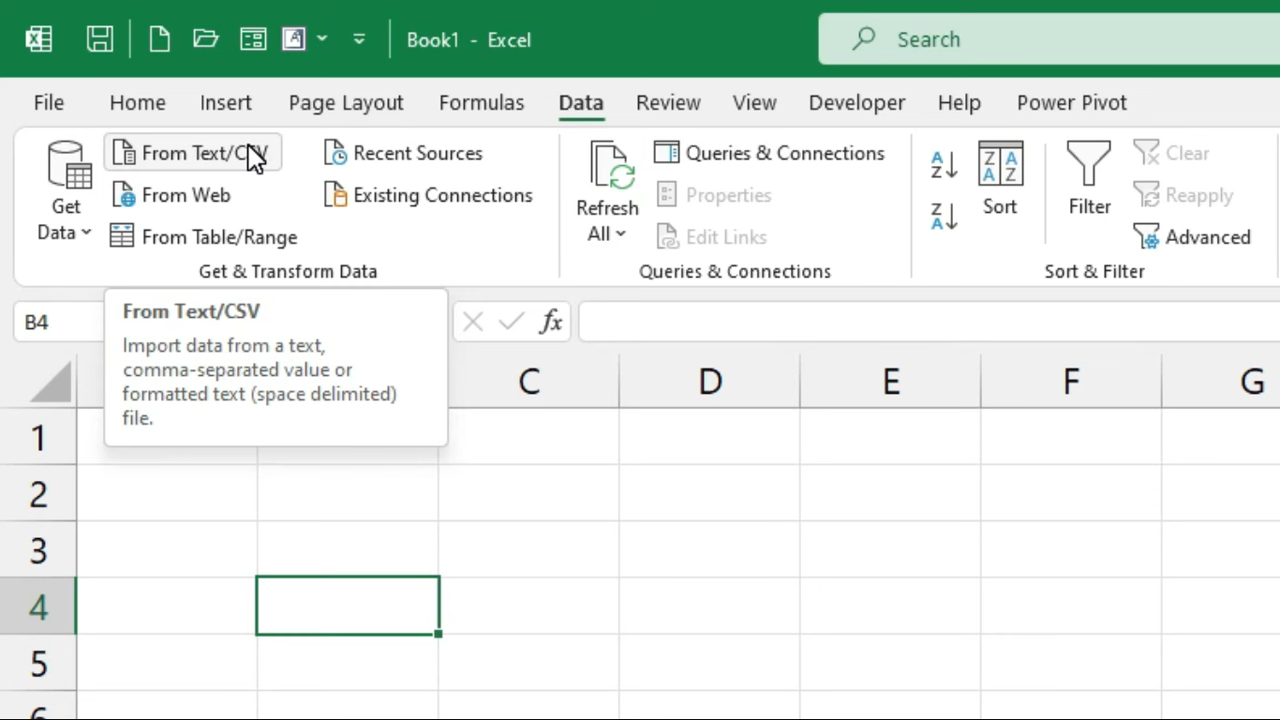 Book1 - Excel
Search
File Home Insert Page Layout Formulas Data Review View Developer Help Power Pivot
Get Data
From Text/CSV
From Web
From Table/Range
Recent Sources
Existing Connections
Get & Transform Data
Refresh All
Queries & Connections
Properties
Edit Links
Queries & Connections
A Z
Z A
Z A A Z
Sort
Filter
Clear
Reapply
Advanced
Sort & Filter
B4
fx
From Text/CSV
Import data from a text,
comma-separated value or
formatted text (space delimited)
file.
C D E F G
1
2
3
4
5
6